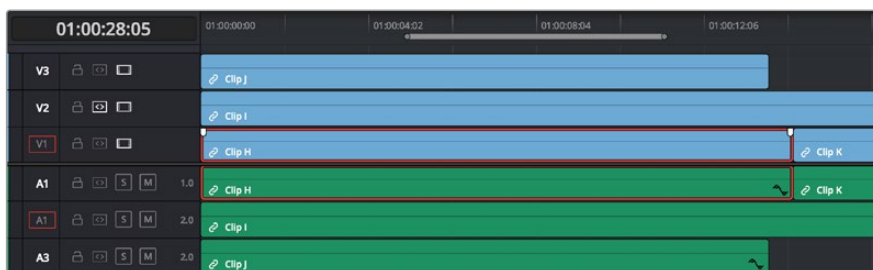 01:00:28:05 01:00:00:00 01:00:04:02 01:00:08:04 01:00:12:06
V3 Clip J
V2 Clip I
V1 Clip H Clip K
A1 S M 1.0 Clip H Clip K
A1 S M 2.0 Clip I
A3 S M 2.0 Clip J